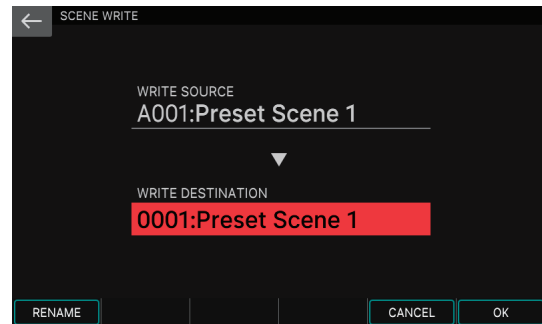 SCENE WRITE
WRITE SOURCE
A001:Preset Scene 1
WRITE DESTINATION
0001:Preset Scene 1
RENAME
CANCEL
OK